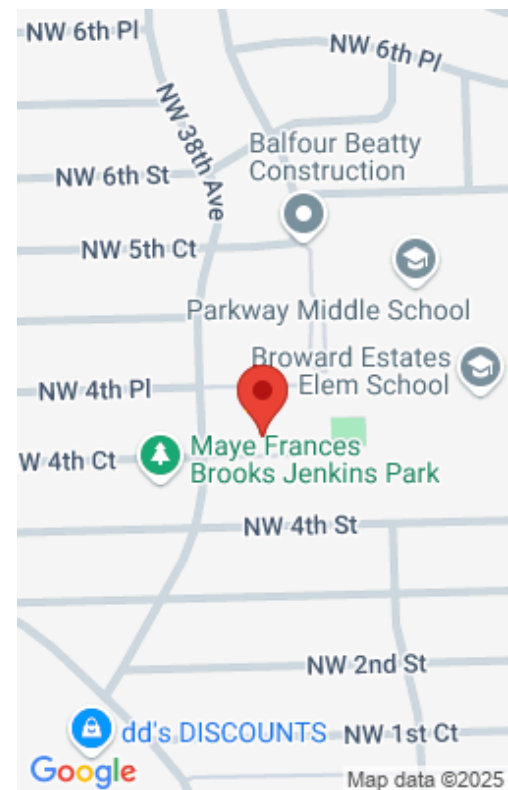 NW 6th Pl
NW 6th Pl
NW 38th Ave
Balfour Beatty
Construction
NW 6th St
NW 5th Ct
Parkway Middle School
Broward Estates
Elem School
NW 4th Pl
Maye Frances
Brooks Jenkins Park
W 4th Ct
NW 4th St
NW 2nd St
dd's DISCOUNTS
NW 1st Ct
Google
Map data ©2025